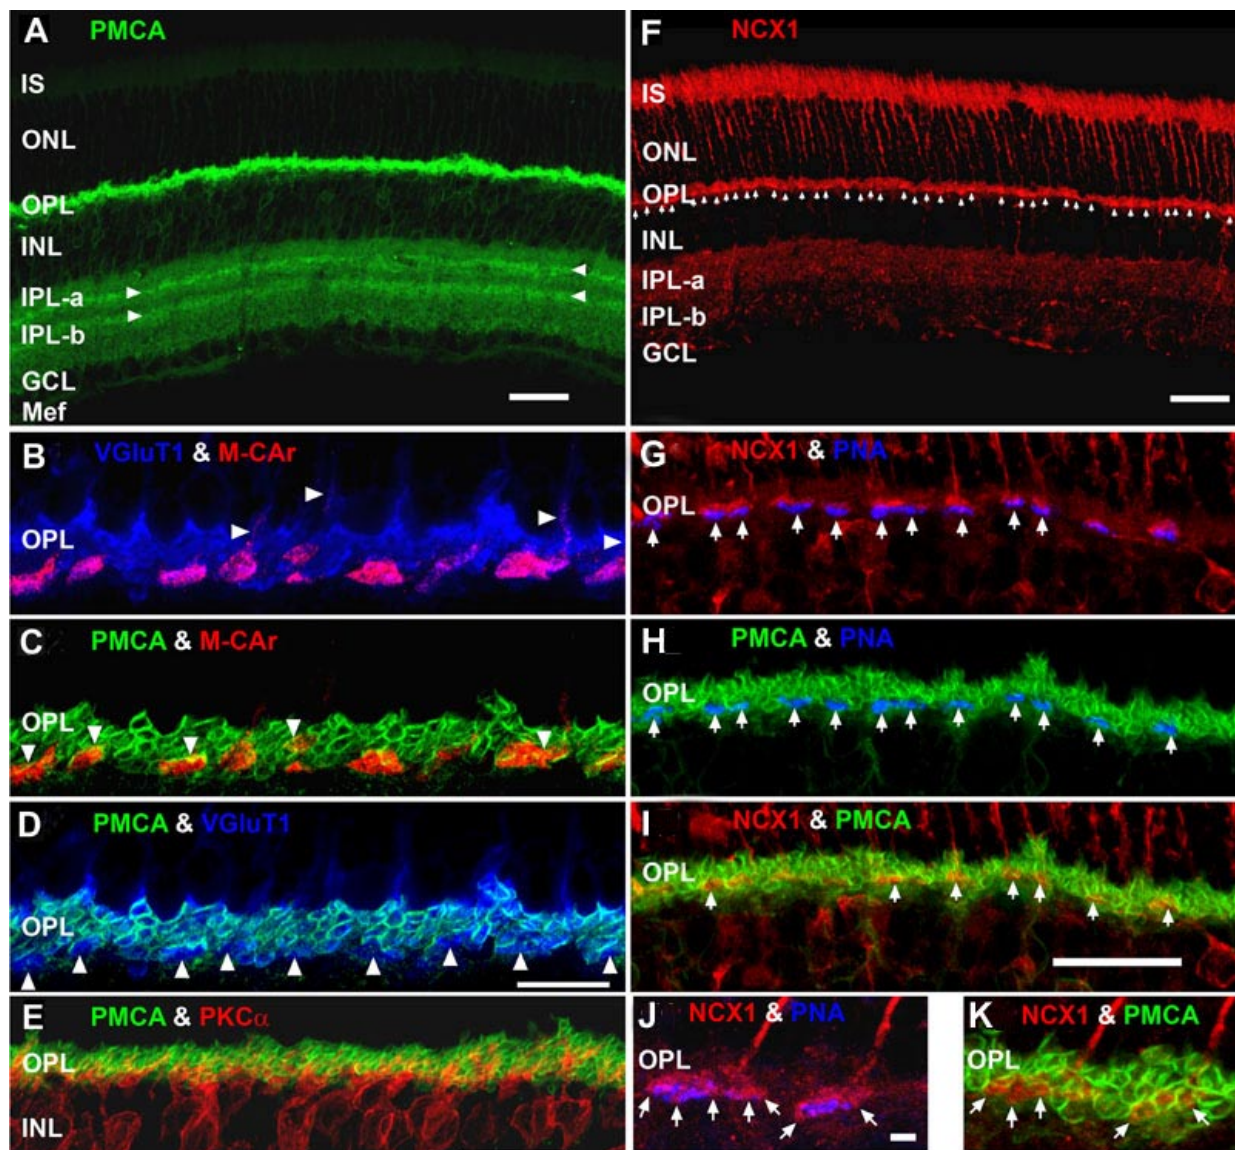 A PMCA
IS
ONL
OPL
INL
IPL-a
IPL-b
GCL
Mef
B VGluT1 & M-CAr
OPL
C PMCA & M-CAr
OPL
D PMCA & VGluT1
OPL
E PMCA & PKCα
OPL
INL
F NCX1
IS
ONL
OPL
INL
IPL-a
IPL-b
GCL
G NCX1 & PNA
OPL
H PMCA & PNA
OPL
I NCX1 & PMCA
OPL
J NCX1 & PNA
OPL
K NCX1 & PMCA
OPL